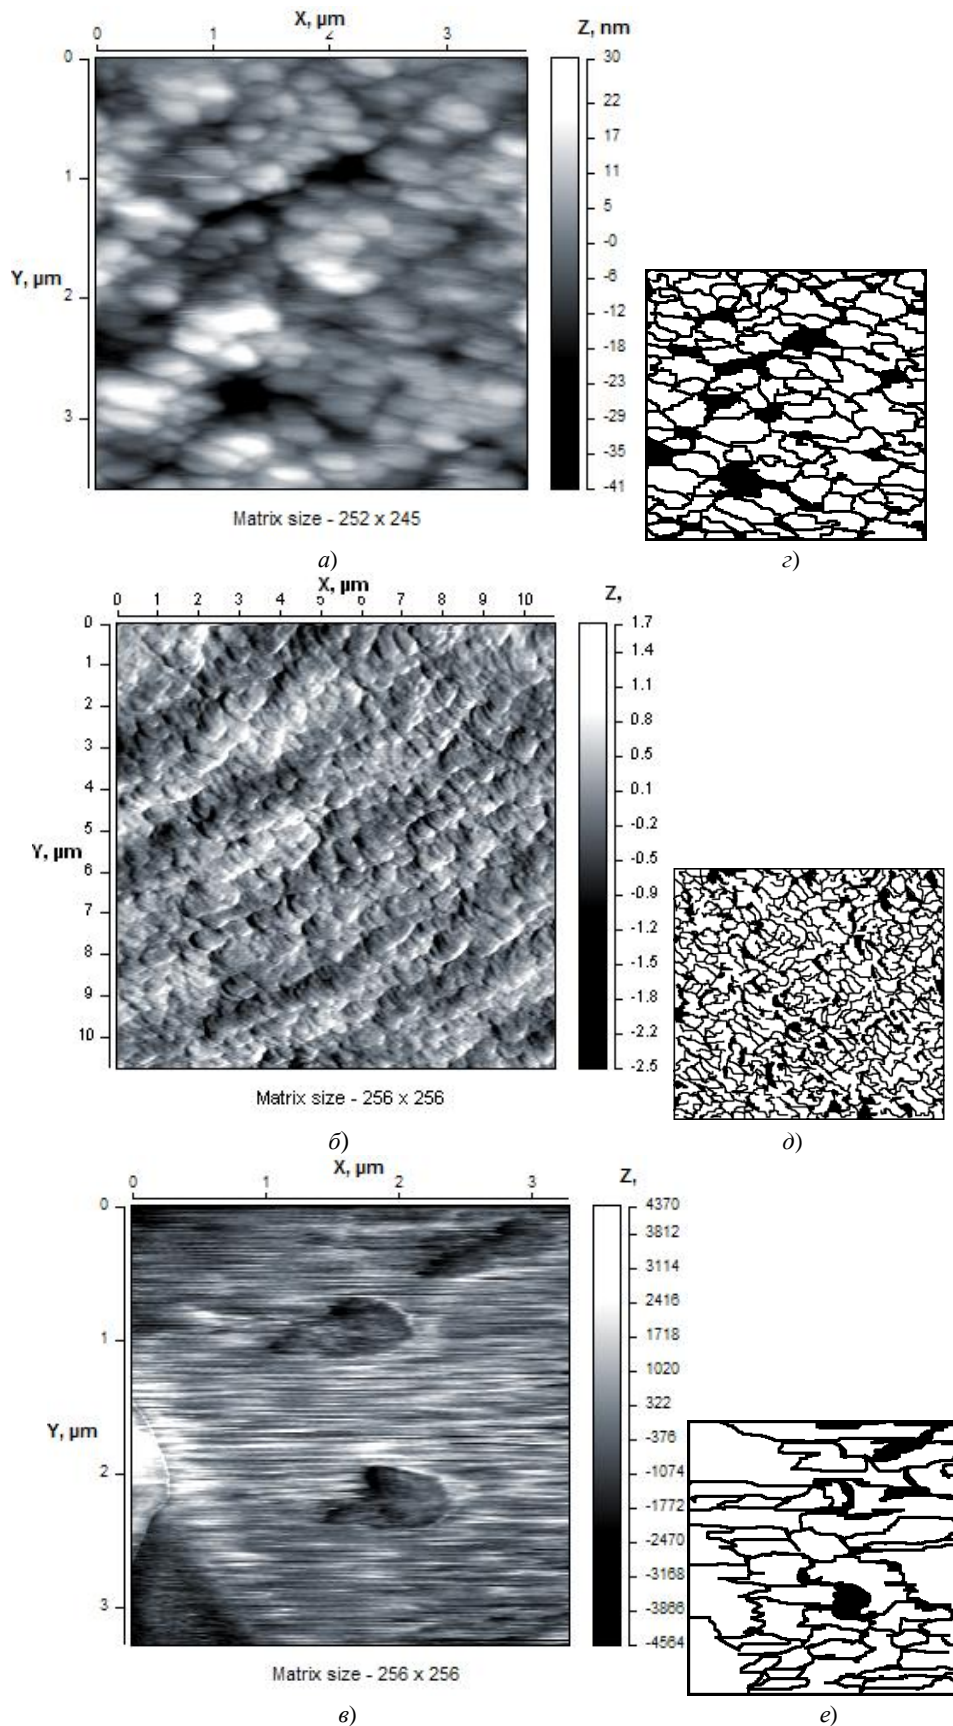 X, µm
Z, nm
0 1 2 3
0
1
Y, µm
2
3
30
22
17
11
5
-0
-6
-12
-18
-23
-29
-35
-41
Matrix size - 252 x 245
а)
г)
X, µm
Z,
0 1 2 3 4 5 6 7 8 9 10
0
1
2
3
4
5
Y, µm
6
7
8
9
10
1.7
1.4
1.1
0.8
0.5
0.1
-0.2
-0.5
-0.9
-1.2
-1.5
-1.8
-2.2
-2.5
Matrix size - 256 x 256
б)
д)
X, µm
Z,
0 1 2 3
0
1
Y, µm
2
3
4370
3812
3114
2416
1718
1020
322
-376
-1074
-1772
-2470
-3168
-3866
-4564
Matrix size - 256 x 256
в)
е)